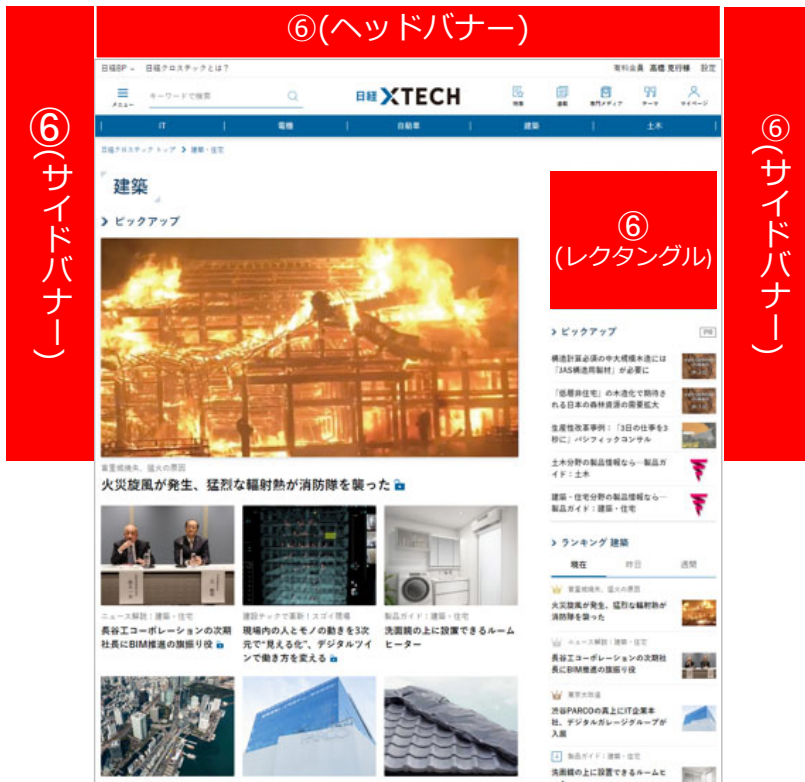 ⑥(ヘッドバナー)
⑥(サイドバナー)
日経BP
日経クロステックとは？
有料会員 高橋 克行様 設定
メニュー
キーワードで検索
日経XTECH
特集
連載
専門メディア
テーマ
マイページ
IT
電機
自動車
建築
土木
日経クロステック トップ
建築・住宅
建築
ピックアップ
首里城焼失、猛火の原因
火災旋風が発生、猛烈な輻射熱が消防隊を襲った
ニュース解説：建築・住宅
長谷工コーポレーションの次期
社長にBIM推進の旗振り役
建設テックで革新！スゴイ現場
現場内の人とモノの動きを3次
元で“見える化”、デジタルツイ
ンで働き方を変える
製品ガイド：建築・住宅
洗面鏡の上に設置できるルーム
ヒーター
⑥
(レクタングル)
ピックアップ
PR
構造計算必須の中大規模木造には
「JAS構造用製材」が必要に
「低層非住宅」の木造化で期待さ
れる日本の森林資源の需要拡大
生産性改革事例：「3日の仕事を3
秒に」パシフィックコンサル
土木分野の製品情報なら…製品ガ
イド：土木
建築・住宅分野の製品情報なら…
製品ガイド：建築・住宅
ランキング 建築
現在
昨日
週間
首里城焼失、猛火の原因
火災旋風が発生、猛烈な輻射熱が
消防隊を襲った
ニュース解説：建築・住宅
長谷工コーポレーションの次期社
長にBIM推進の旗振り役
東京大改造
渋谷PARCOの真上にIT企業本
社、デジタルガレージグループが
入居
4
製品ガイド：建築・住宅
洗面鏡の上に設置できるルームヒ
⑥(サイドバナー)